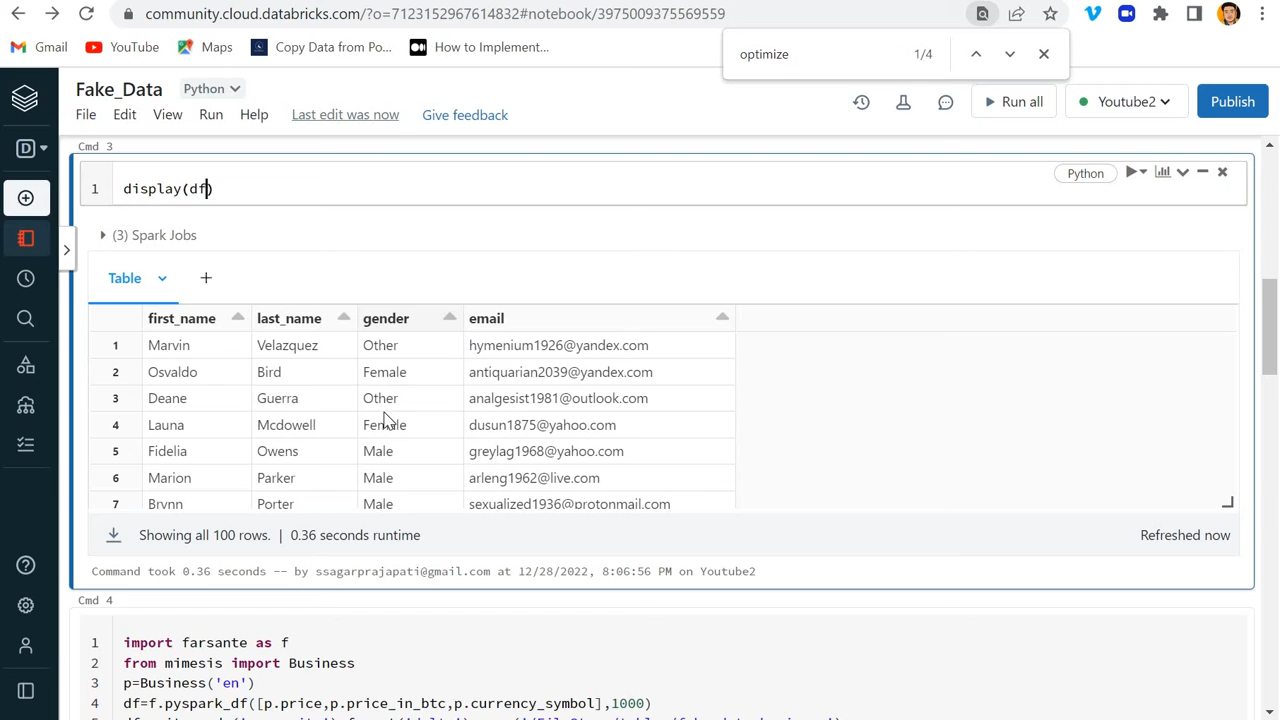 community.cloud.databricks.com/?o=7123152967614832#notebook/3975009375569559
Gmail
YouTube
Maps
Copy Data from Po...
How to Implement...
optimize
1/4
Fake_Data
Python
File
Edit
View
Run
Help
Last edit was now
Give feedback
Run all
Youtube2
Publish
D
Cmd 3
1 display(df)
Python
(3) Spark Jobs
Table
+
first_name last_name gender email
1 Marvin Velazquez Other hymenium1926@yandex.com
2 Osvaldo Bird Female antiquarian2039@yandex.com
3 Deane Guerra Other analgesist1981@outlook.com
4 Launa Mcdowell Female dusun1875@yahoo.com
5 Fidelia Owens Male greylag1968@yahoo.com
6 Marion Parker Male arleng1962@live.com
7 Brynn Porter Male sexualized1936@protonmail.com
Showing all 100 rows. | 0.36 seconds runtime
Refreshed now
Command took 0.36 seconds -- by ssagarprajapati@gmail.com at 12/28/2022, 8:06:56 PM on Youtube2
Cmd 4
1 import farsante as f
2 from mimesis import Business
3 p=Business('en')
4 df=f.pyspark_df([p.price,p.price_in_btc,p.currency_symbol],1000)